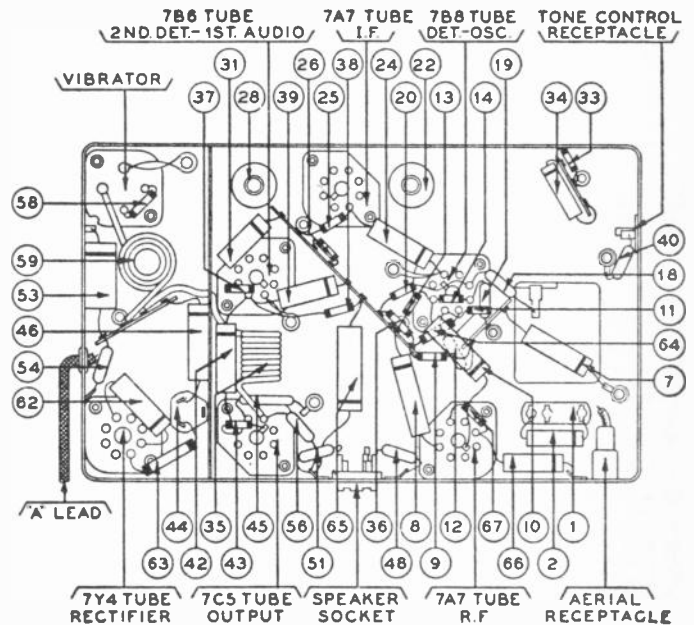 7B6 TUBE
2ND. DET.-1ST. AUDIO
7A7 TUBE
I.F.
7B8 TUBE
DET-OSC.
TONE CONTROL
RECEPTACLE
VIBRATOR
31
26
38
24
22
19
37
28
39
25
20
13
14
34
33
58
59
53
46
54
62
40
18
11
64
7
"A" LEAD
44
35
45
56
65
36
8
12
67
10
1
63
42
43
51
48
9
66
2
7Y4 TUBE
RECTIFIER
7C5 TUBE
OUTPUT
SPEAKER
SOCKET
7A7 TUBE
R.F
AERIAL
RECEPTACLE